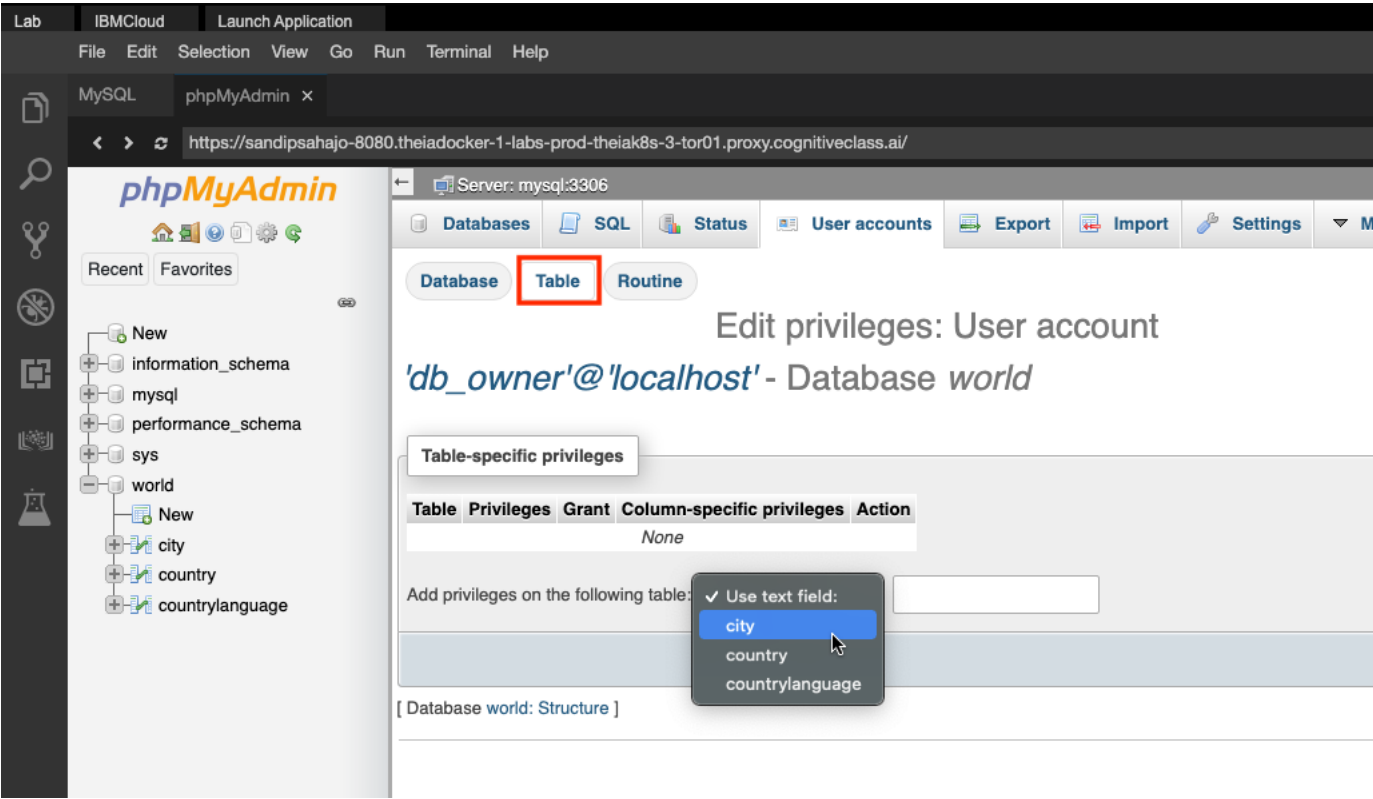 Lab IBMCloud Launch Application
File Edit Selection View Go Run Terminal Help
MySQL phpMyAdmin ×
https://sandipsahajo-8080.theiadocker-1-labs-prod-theiak8s-3-tor01.proxy.cognitiveclass.ai/
phpMyAdmin
Recent Favorites
New
information_schema
mysql
performance_schema
sys
world
New
city
country
countrylanguage
Server: mysql:3306
Databases SQL Status User accounts Export Import Settings M
Database Table Routine
Edit privileges: User account
'db_owner'@'localhost' - Database world
Table-specific privileges
Table Privileges Grant Column-specific privileges Action
None
Add privileges on the following table:
✓ Use text field:
city
country
countrylanguage
[ Database world: Structure ]